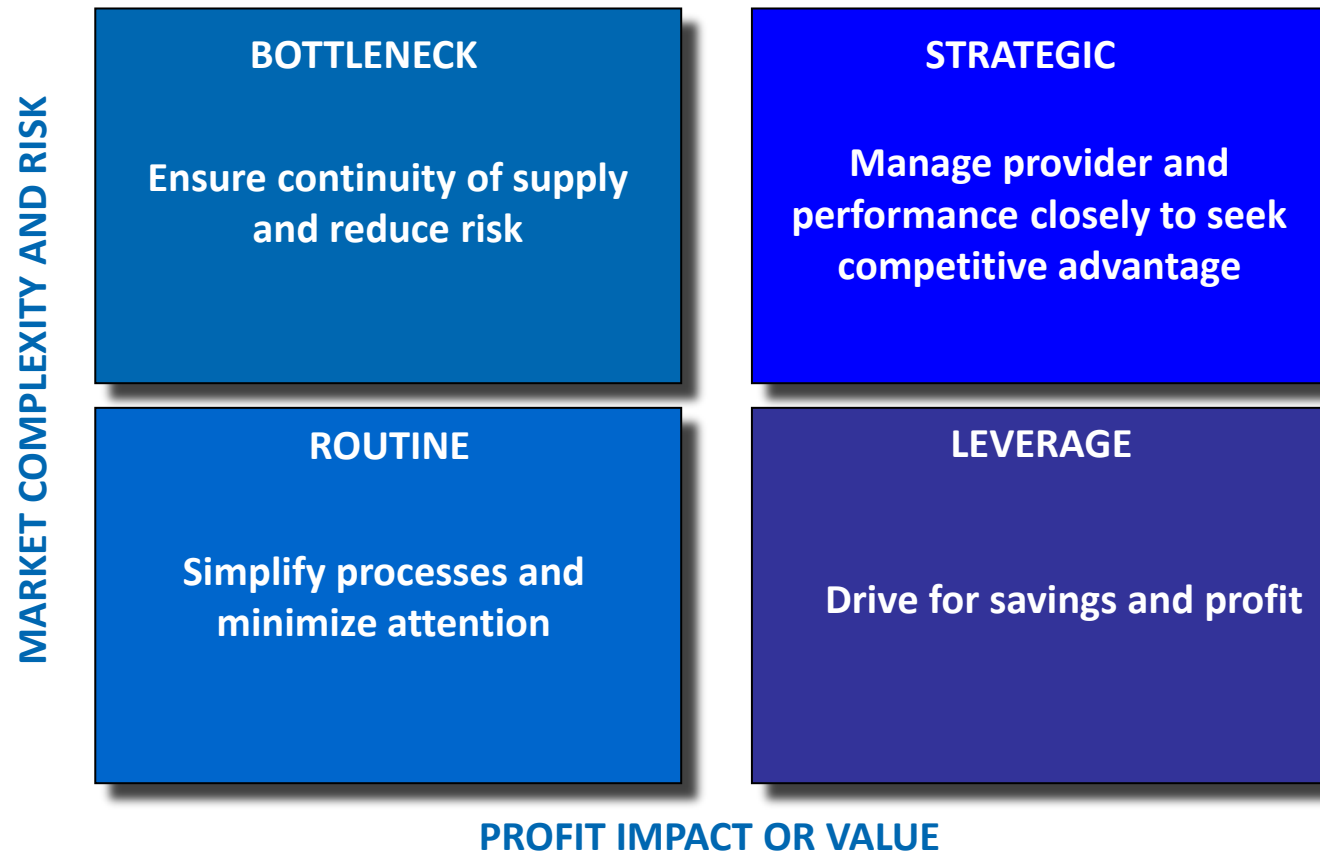 MARKET COMPLEXITY AND RISK
BOTTLENECK
Ensure continuity of supply
and reduce risk
STRATEGIC
Manage provider and
performance closely to seek
competitive advantage
ROUTINE
Simplify processes and
minimize attention
LEVERAGE
Drive for savings and profit
PROFIT IMPACT OR VALUE